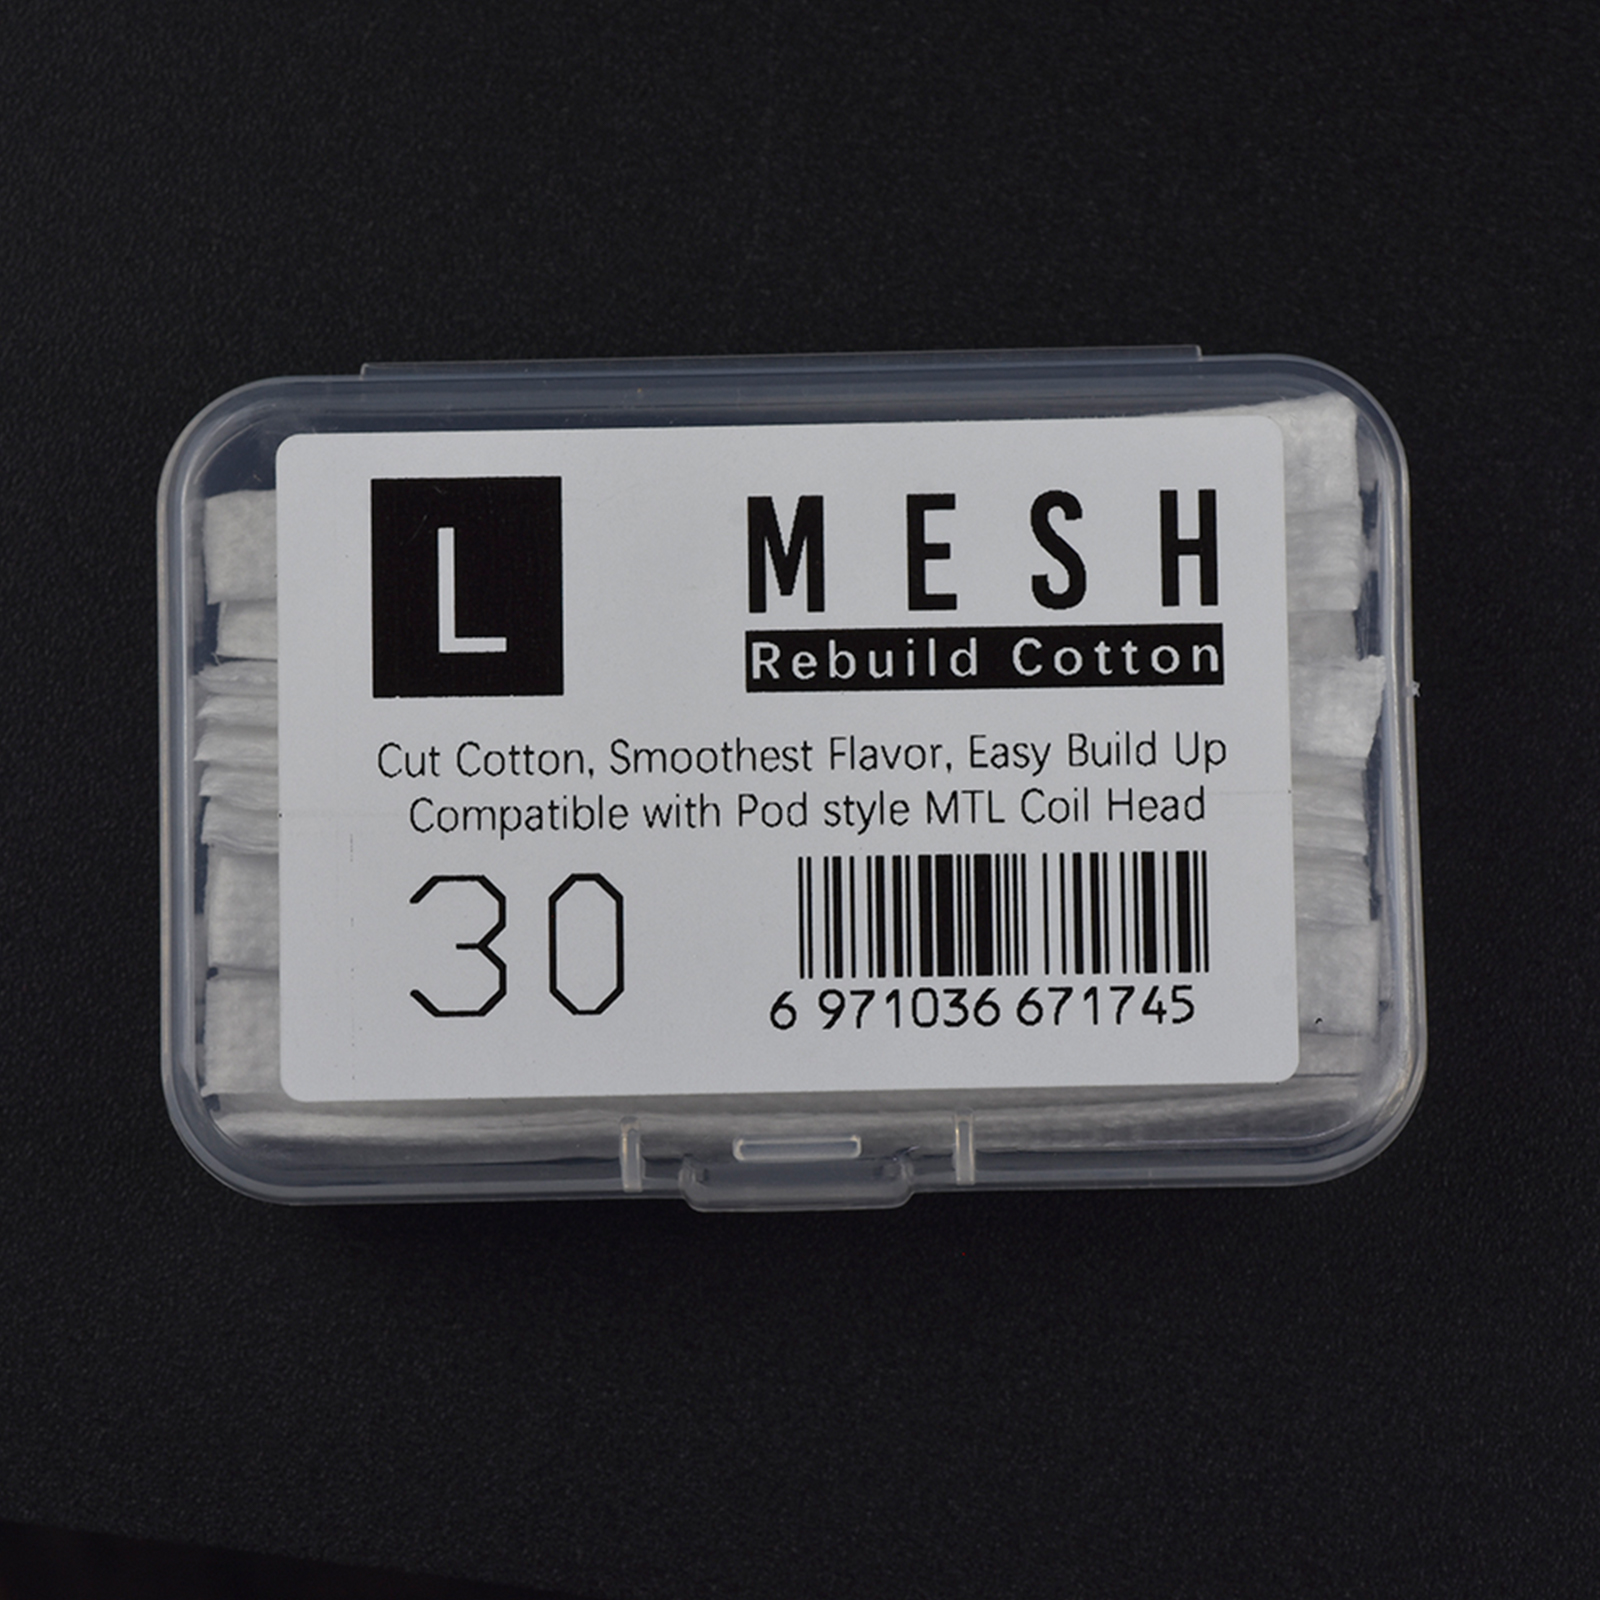 L
MESH
Rebuild Cotton
Cut Cotton, Smoothest Flavor, Easy Build Up
Compatible with Pod style MTL Coil Head
30
6 971036 671745